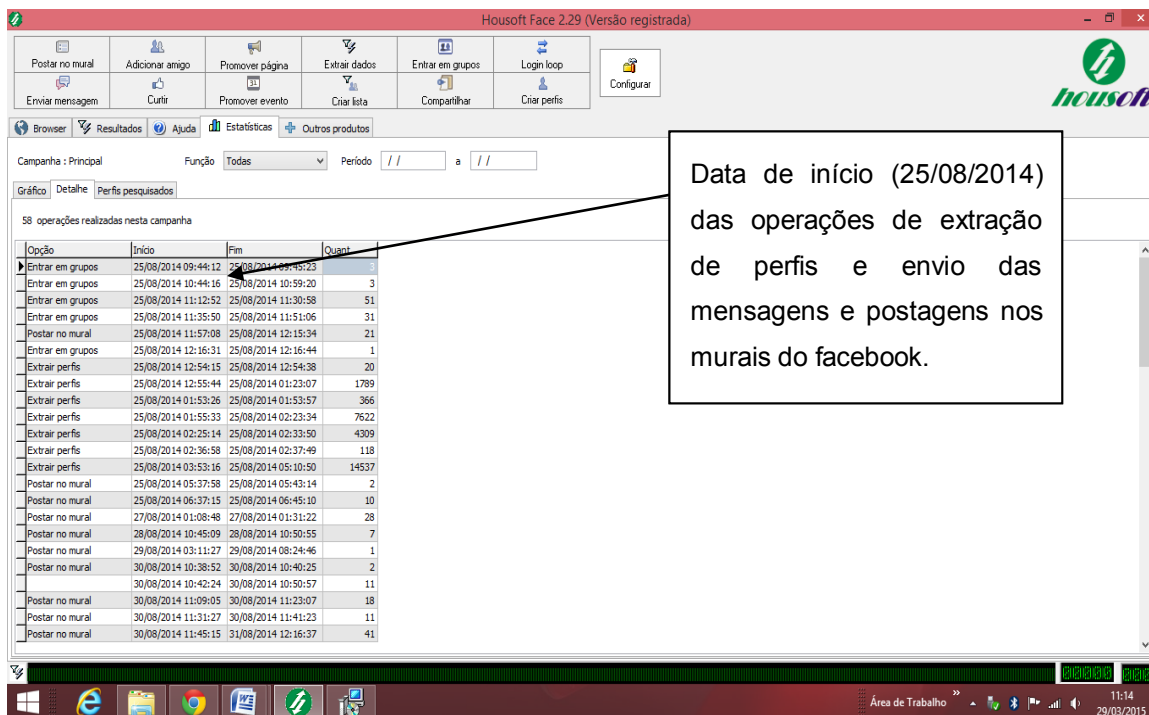 Housoft Face 2.29 (Versão registrada)
Postar no mural Adicionar amigo Promover página Extrair dados Entrar em grupos Login loop
Configurar
Enviar mensagem Curtir Promover evento Criar lista Compartilhar Criar perfis
housoft
Browser Resultados Ajuda Estatísticas Outros produtos
Campanha : Principal Função Todas Período / / a / /
Gráfico Detalhe Perfis pesquisados
58 operações realizadas nesta campanha
Opção Início Fim Quant.
Entrar em grupos 25/08/2014 09:44:12 25/08/2014 09:45:23 3
Entrar em grupos 25/08/2014 10:44:16 25/08/2014 10:59:20 3
Entrar em grupos 25/08/2014 11:12:52 25/08/2014 11:30:58 51
Entrar em grupos 25/08/2014 11:35:50 25/08/2014 11:51:06 31
Postar no mural 25/08/2014 11:57:08 25/08/2014 12:15:34 21
Entrar em grupos 25/08/2014 12:16:31 25/08/2014 12:16:44 1
Extrair perfis 25/08/2014 12:54:15 25/08/2014 12:54:38 20
Extrair perfis 25/08/2014 12:55:44 25/08/2014 01:23:07 1789
Extrair perfis 25/08/2014 01:53:26 25/08/2014 01:53:57 366
Extrair perfis 25/08/2014 01:55:33 25/08/2014 02:23:34 7622
Extrair perfis 25/08/2014 02:25:14 25/08/2014 02:33:50 4309
Extrair perfis 25/08/2014 02:36:58 25/08/2014 02:37:49 118
Extrair perfis 25/08/2014 03:53:16 25/08/2014 05:10:50 14537
Postar no mural 25/08/2014 05:37:58 25/08/2014 05:43:14 2
Postar no mural 25/08/2014 06:37:15 25/08/2014 06:45:10 10
Postar no mural 27/08/2014 01:08:48 27/08/2014 01:31:22 28
Postar no mural 28/08/2014 10:45:09 28/08/2014 10:50:55 7
Postar no mural 29/08/2014 03:11:27 29/08/2014 08:24:46 1
Postar no mural 30/08/2014 10:38:52 30/08/2014 10:40:25 2
30/08/2014 10:42:24 30/08/2014 10:50:57 11
Postar no mural 30/08/2014 11:09:05 30/08/2014 11:23:07 18
Postar no mural 30/08/2014 11:31:27 30/08/2014 11:41:23 11
Postar no mural 30/08/2014 11:45:15 31/08/2014 12:16:37 41
Data de início (25/08/2014)
das operações de extração
de perfis e envio das
mensagens e postagens nos
murais do facebook.
Área de Trabalho
11:14
29/03/2015